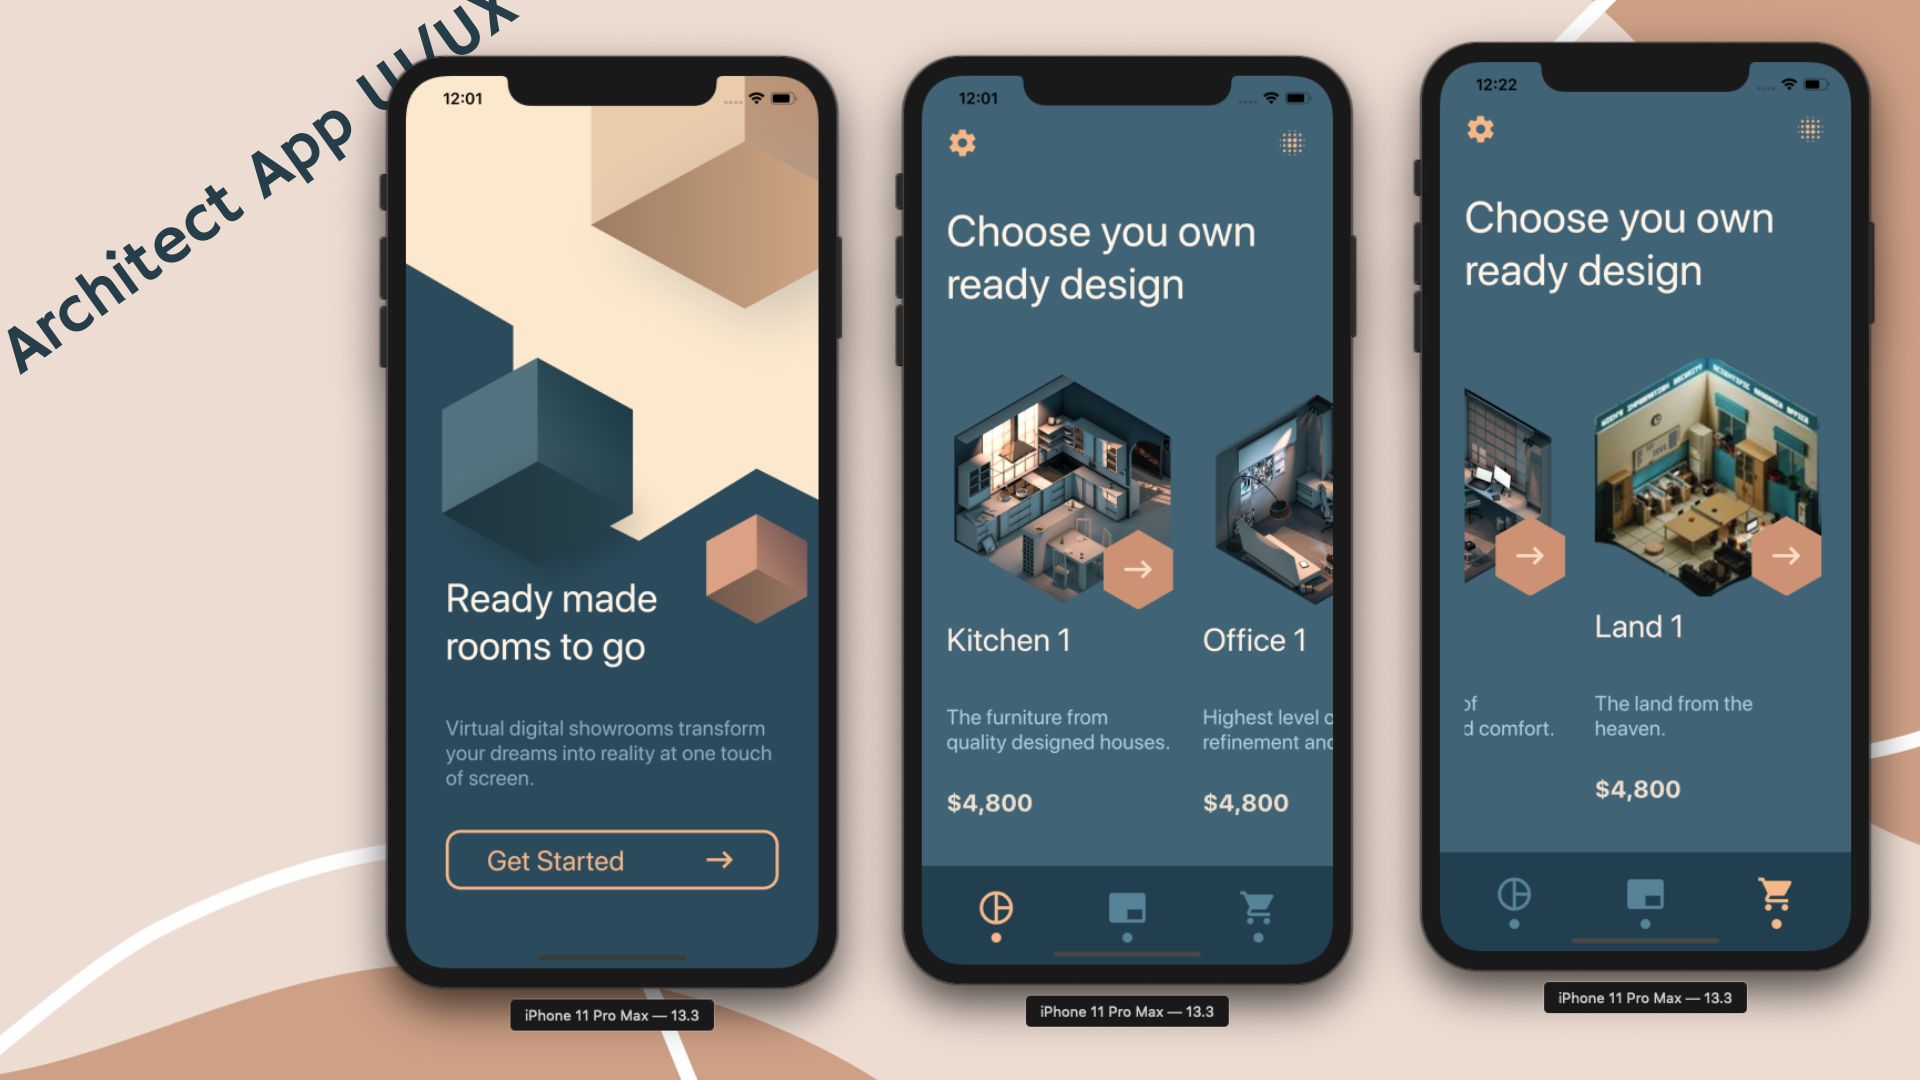 Architect App UI/UX
12:01
Ready made
rooms to go
Virtual digital showrooms transform
your dreams into reality at one touch
of screen.
Get Started
iPhone 11 Pro Max — 13.3
12:01
Choose you own
ready design
Kitchen 1
The furniture from
quality designed houses.
$4,800
Office 1
Highest level
refinement and
$4,800
iPhone 11 Pro Max — 13.3
12:22
Choose you own
ready design
SCIENTIFIC RESEARCH OFFICE
of
d comfort.
Land 1
The land from the
heaven.
$4,800
iPhone 11 Pro Max — 13.3